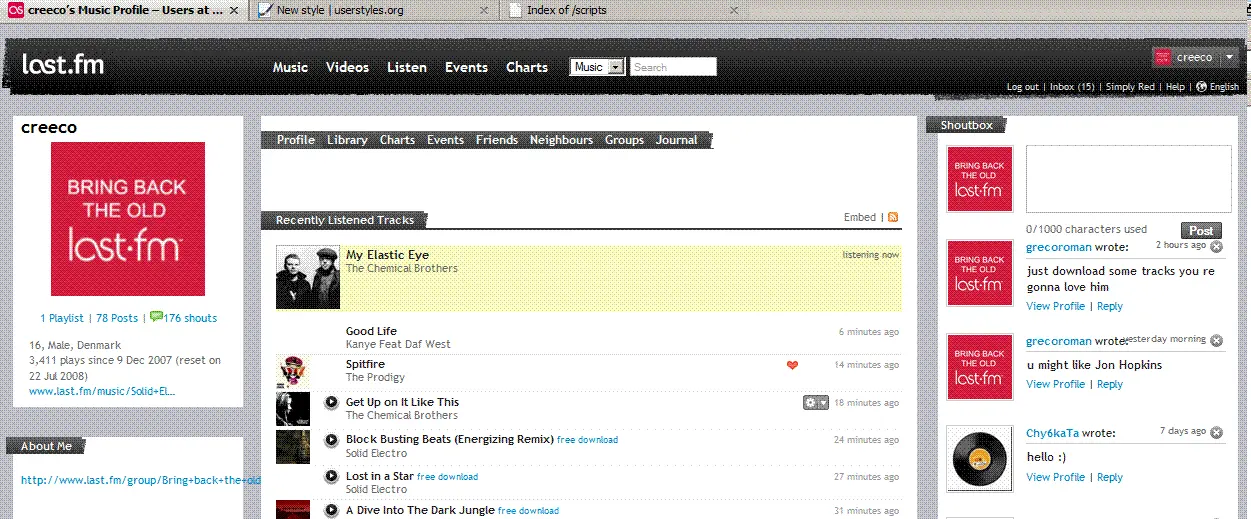 creeco's Music Profile – Users at ...
New style | userstyles.org
Index of /scripts
last.fm
Music Videos Listen Events Charts
Music
Search
creeco
Log out | Inbox (15) | Simply Red | Help | English
creeco
BRING BACK
THE OLD
last.fm
1 Playlist | 78 Posts | 176 shouts
16, Male, Denmark
3,411 plays since 9 Dec 2007 (reset on
22 Jul 2008)
www.last.fm/music/Solid+El...
About Me
http://www.last.fm/group/Bring+back+the+old
Profile Library Charts Events Friends Neighbours Groups Journal
Recently Listened Tracks
Embed |
My Elastic Eye
The Chemical Brothers
listening now
Good Life
Kanye Feat Daf West
6 minutes ago
Spitfire
The Prodigy
14 minutes ago
Get Up on It Like This
The Chemical Brothers
18 minutes ago
Block Busting Beats (Energizing Remix) free download
Solid Electro
24 minutes ago
Lost in a Star free download
Solid Electro
27 minutes ago
A Dive Into The Dark Jungle free download
31 minutes ago
Shoutbox
BRING BACK
THE OLD
last.fm
0/1000 characters used
Post
BRING BACK
THE OLD
last.fm
grecoroman wrote:
2 hours ago
just download some tracks you re
gonna love him
View Profile | Reply
BRING BACK
THE OLD
last.fm
grecoroman wrote:
yesterday morning
u might like Jon Hopkins
View Profile | Reply
Chy6kaTa wrote:
7 days ago
hello :)
View Profile | Reply